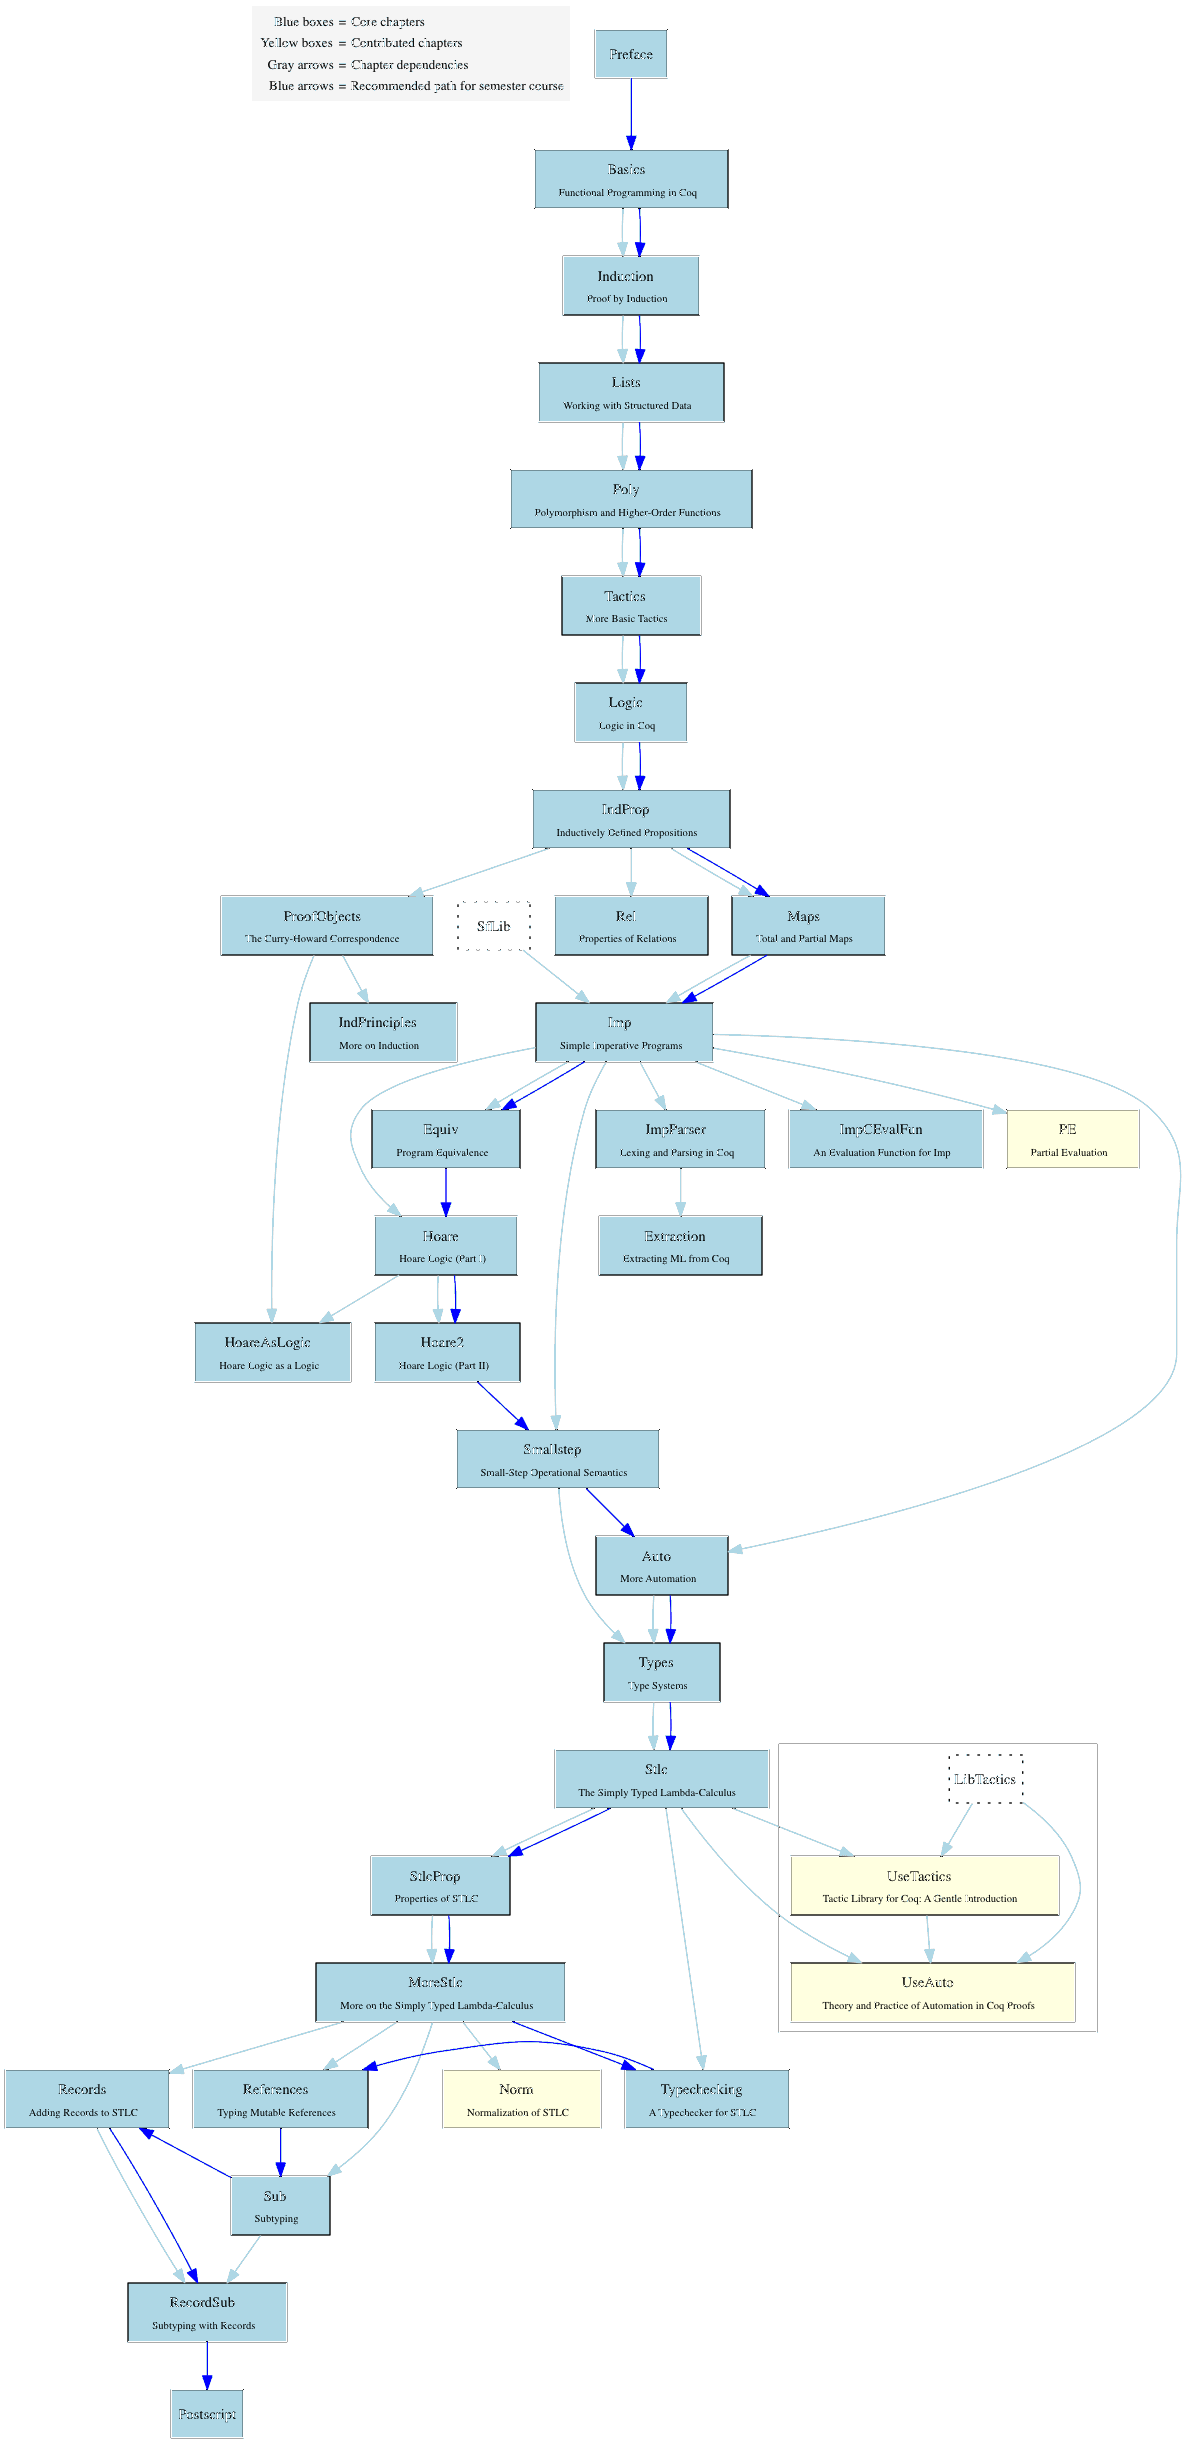 Blue boxes = Core chapters
Yellow boxes = Contributed chapters
Gray arrows = Chapter dependencies
Blue arrows = Recommended path for semester course
Preface
Basics
Functional Programming in Coq
Induction
Proof by Induction
Lists
Working with Structured Data
Poly
Polymorphism and Higher-Order Functions
Tactics
More Basic Tactics
Logic
Logic in Coq
IndProp
Inductively Defined Propositions
ProofObjects
The Curry-Howard Correspondence
SfLib
Rel
Properties of Relations
Maps
Total and Partial Maps
IndPrinciples
More on Induction
Imp
Simple Imperative Programs
Equiv
Program Equivalence
ImpParser
Lexing and Parsing in Coq
ImpCEvalFun
An Evaluation Function for Imp
PE
Partial Evaluation
Hoare
Hoare Logic (Part I)
Extraction
Extracting ML from Coq
HoareAsLogic
Hoare Logic as a Logic
Hoare2
Hoare Logic (Part II)
Smallstep
Small-Step Operational Semantics
Auto
More Automation
Types
Type Systems
Stlc
The Simply Typed Lambda-Calculus
LibTactics
StlcProp
Properties of STLC
UseTactics
Tactic Library for Coq: A Gentle Introduction
MoreStlc
More on the Simply Typed Lambda-Calculus
UseAuto
Theory and Practice of Automation in Coq Proofs
Records
Adding Records to STLC
References
Typing Mutable References
Norm
Normalization of STLC
Typechecking
A Typechecker for STLC
Sub
Subtyping
RecordSub
Subtyping with Records
Postscript